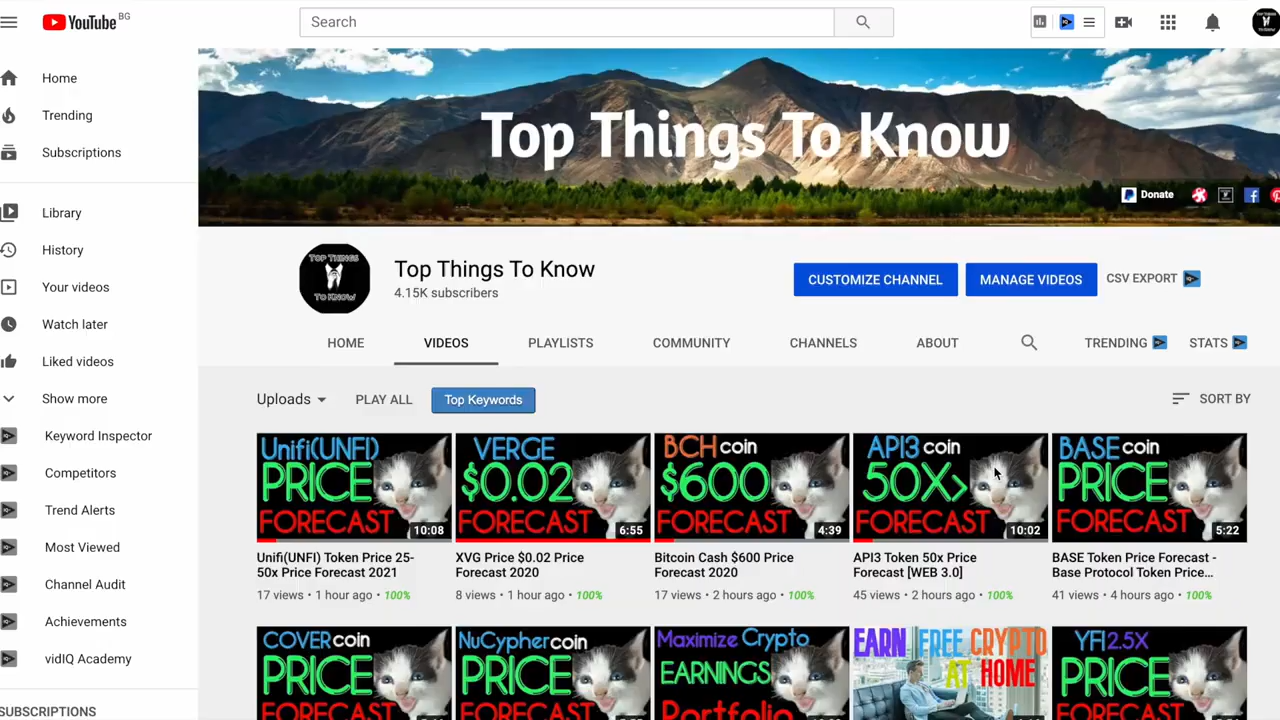 YouTube BG
Search
Home
Trending
Subscriptions
Library
History
Your videos
Watch later
Liked videos
Show more
Keyword Inspector
Competitors
Trend Alerts
Most Viewed
Channel Audit
Achievements
vidIQ Academy
SUBSCRIPTIONS
Top Things To Know
Donate
TOP THINGS
TO KNOW
Top Things To Know
4.15K subscribers
CUSTOMIZE CHANNEL
MANAGE VIDEOS
CSV EXPORT
HOME
VIDEOS
PLAYLISTS
COMMUNITY
CHANNELS
ABOUT
TRENDING
STATS
Uploads
PLAY ALL
Top Keywords
SORT BY
Unifi(UNFI)
PRICE
FORECAST
10:08
Unifi(UNFI) Token Price 25-
50x Price Forecast 2021
17 views • 1 hour ago • 100%
VERGE
$0.02
FORECAST
6:55
XVG Price $0.02 Price
Forecast 2020
8 views • 1 hour ago • 100%
BCH coin
$600
FORECAST
4:39
Bitcoin Cash $600 Price
Forecast 2020
17 views • 2 hours ago • 100%
API3 coin
50X>
FORECAST
10:02
API3 Token 50x Price
Forecast [WEB 3.0]
45 views • 2 hours ago • 100%
BASE coin
PRICE
FORECAST
5:22
BASE Token Price Forecast -
Base Protocol Token Price...
41 views • 4 hours ago • 100%
COVER coin
PRICE
FORECAST
NuCypher coin
PRICE
FORECAST
Maximize Crypto
EARNINGS
Portfolio
EARN FREE CRYPTO
AT HOME
YFI 2.5X
PRICE
FORECAST